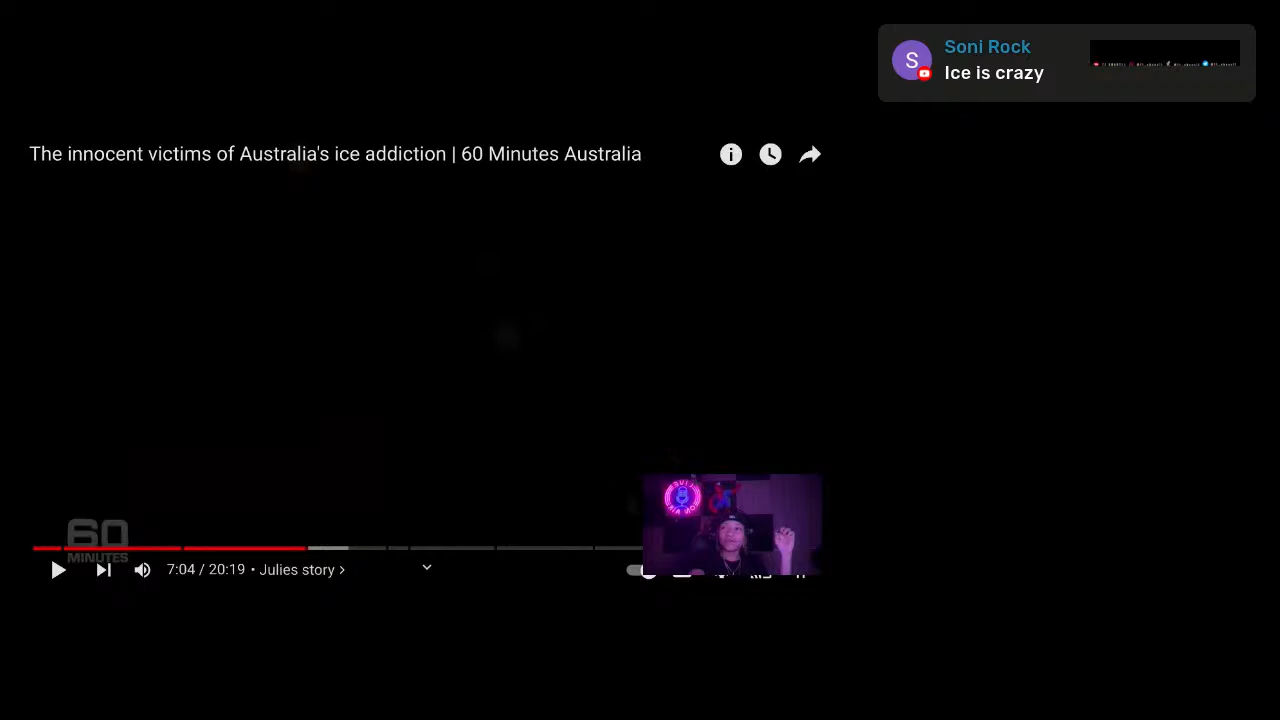 Soni Rock
S
Ice is crazy
The innocent victims of Australia's ice addiction | 60 Minutes Australia
60
MINUTES
7:04 / 20:19 • Julies story ›